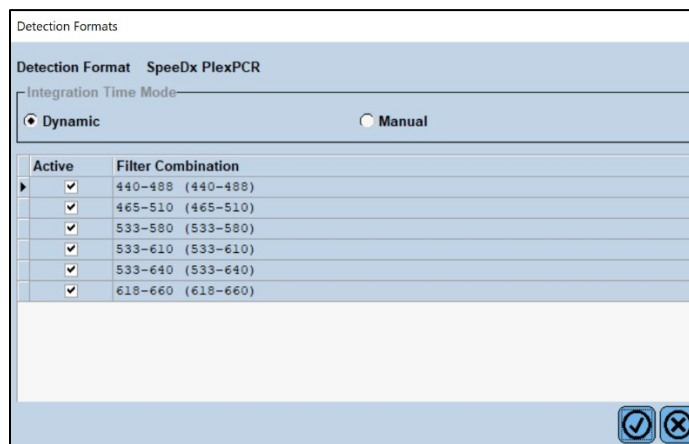 Detection Formats
Detection Format SpeeDx PlexPCR
Integration Time Mode
Dynamic Manual
Active Filter Combination
440-488 (440-488)
465-510 (465-510)
533-580 (533-580)
533-610 (533-610)
533-640 (533-640)
618-660 (618-660)